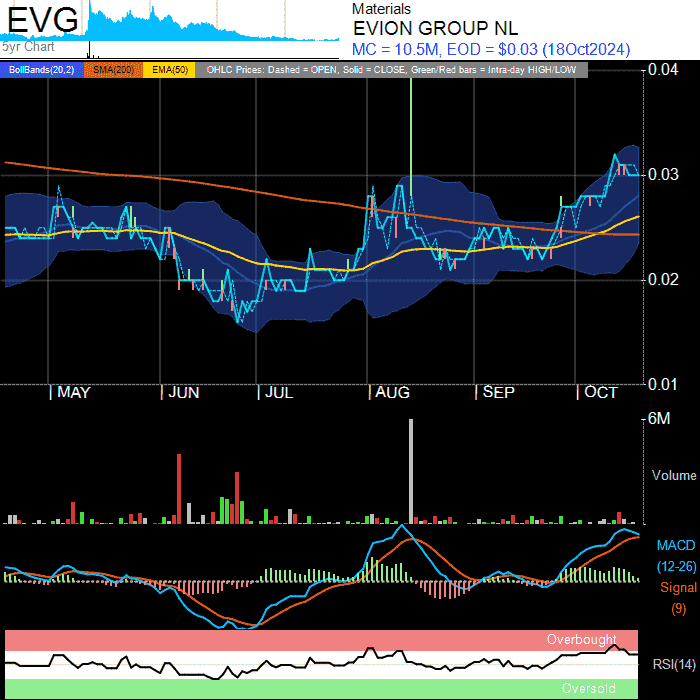 EVG
5yr Chart
Materials
EVION GROUP NL
MC = 10.5M, EOD = $0.03 (18Oct2024)
BollBands(20,2) SMA(200) EMA(50) OHLC Prices: Dashed = OPEN, Solid = CLOSE, Green/Red bars = Intra-day HIGH/LOW
0.04
0.03
0.02
0.01
MAY JUN JUL AUG SEP OCT
6M
Volume
MACD
(12-26)
Signal
(9)
Overbought
RSI(14)
Oversold